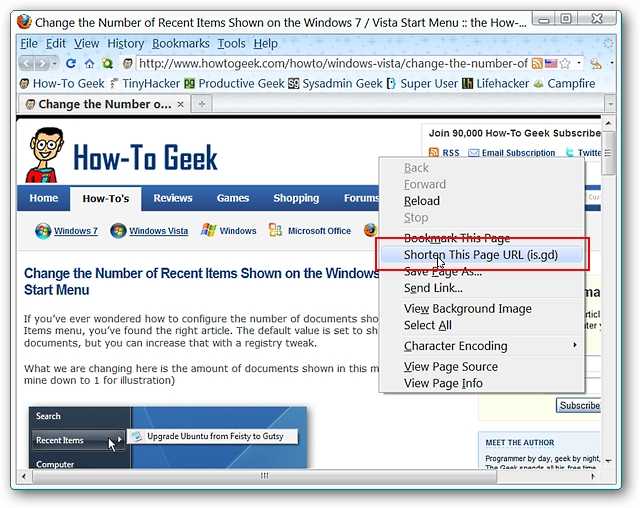 Change the Number of Recent Items Shown on the Windows 7 / Vista Start Menu :: the How-...
File Edit View History Bookmarks Tools Help
http://www.howtogeek.com/howto/windows-vista/change-the-number-of
How-To Geek TinyHacker Productive Geek Sysadmin Geek Super User Lifehacker Campfire
Change the Number o...
Join 90,000 How-To Geek Subscribe
RSS Email Subscription Twitte
How-To Geek
Home How-To's Reviews Games Shopping Forums
Windows 7 Windows Vista Windows Microsoft Office
Change the Number of Recent Items Shown on the Windows
Start Menu
If you've ever wondered how to configure the number of documents sho
Items menu, you've found the right article. The default value is set to sh
documents, but you can increase that with a registry tweak.
What we are changing here is the amount of documents shown in this m
mine down to 1 for illustration)
Search
Recent Items
Upgrade Ubuntu from Feisty to Gutsy
Computer
Back
Forward
Reload
Stop
Bookmark This Page
Shorten This Page URL (is.gd)
Save Page As...
Send Link...
View Background Image
Select All
Character Encoding
View Page Source
View Page Info
Subscribe
MEET THE AUTHOR
Programmer by day, geek by night,
The Geek spends all his free time